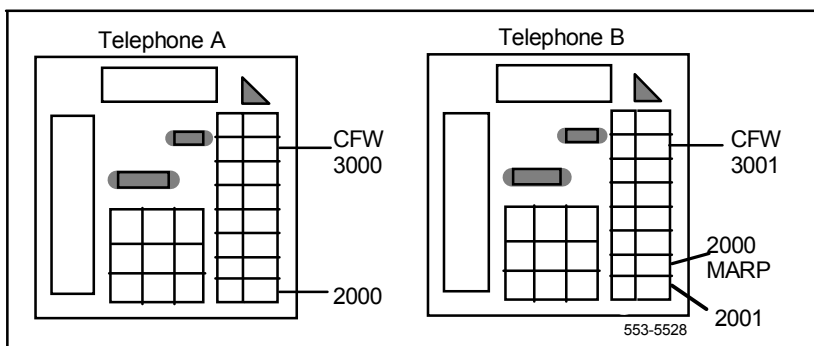 Telephone A
CFW
3000
2000
Telephone B
CFW
3001
2000
MARP
2001
553-5528